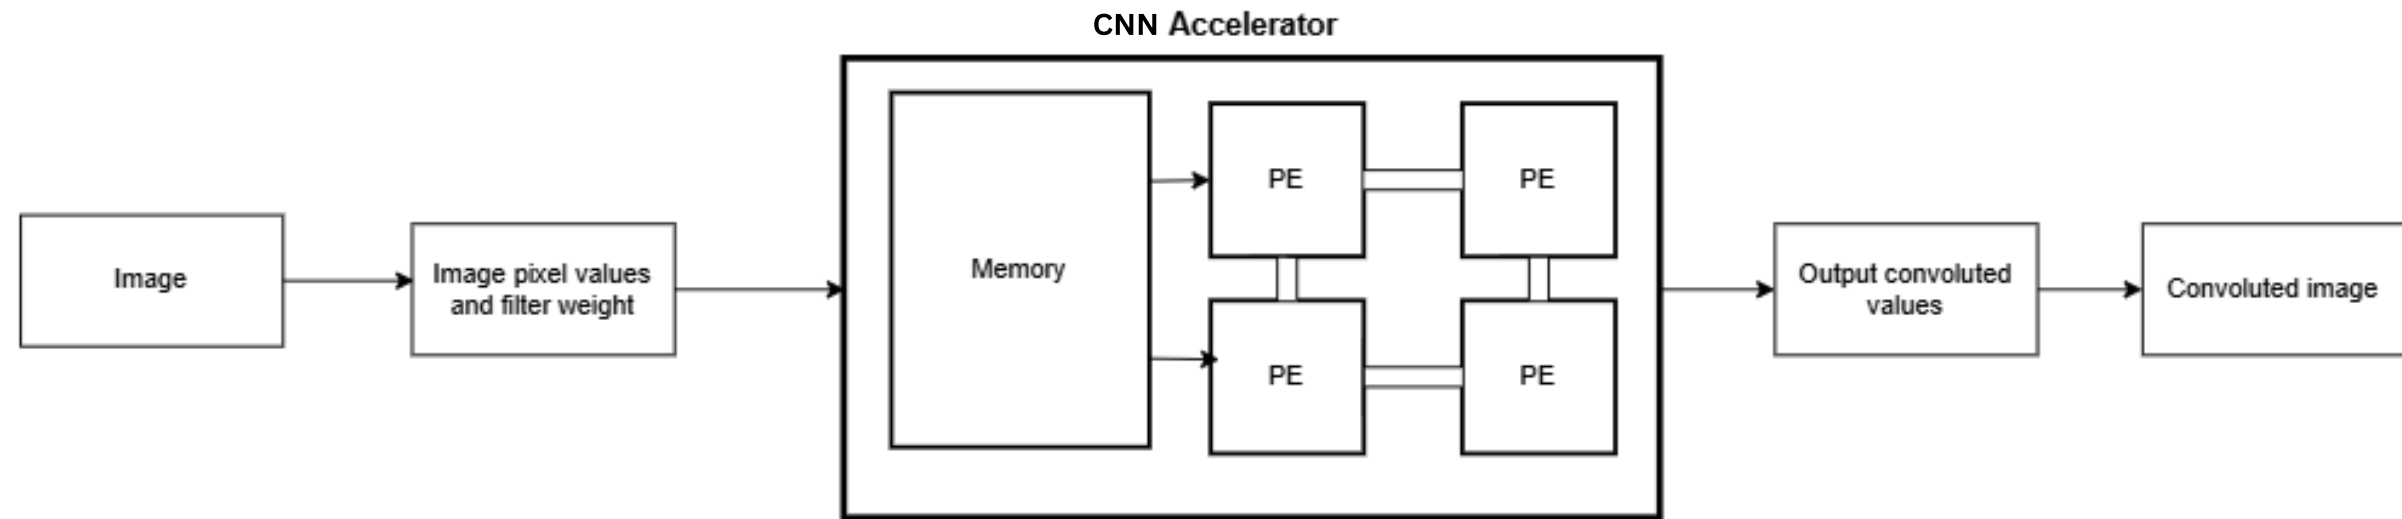 CNN Accelerator
Image
Image pixel values
and filter weight
Memory
PE
PE
PE
PE
Output convoluted
values
Convoluted image